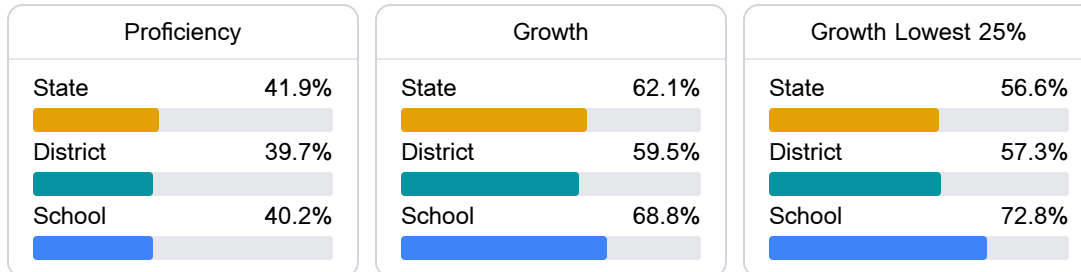 Proficiency
State 41.9%
District 39.7%
School 40.2%
Growth
State 62.1%
District 59.5%
School 68.8%
Growth Lowest 25%
State 56.6%
District 57.3%
School 72.8%